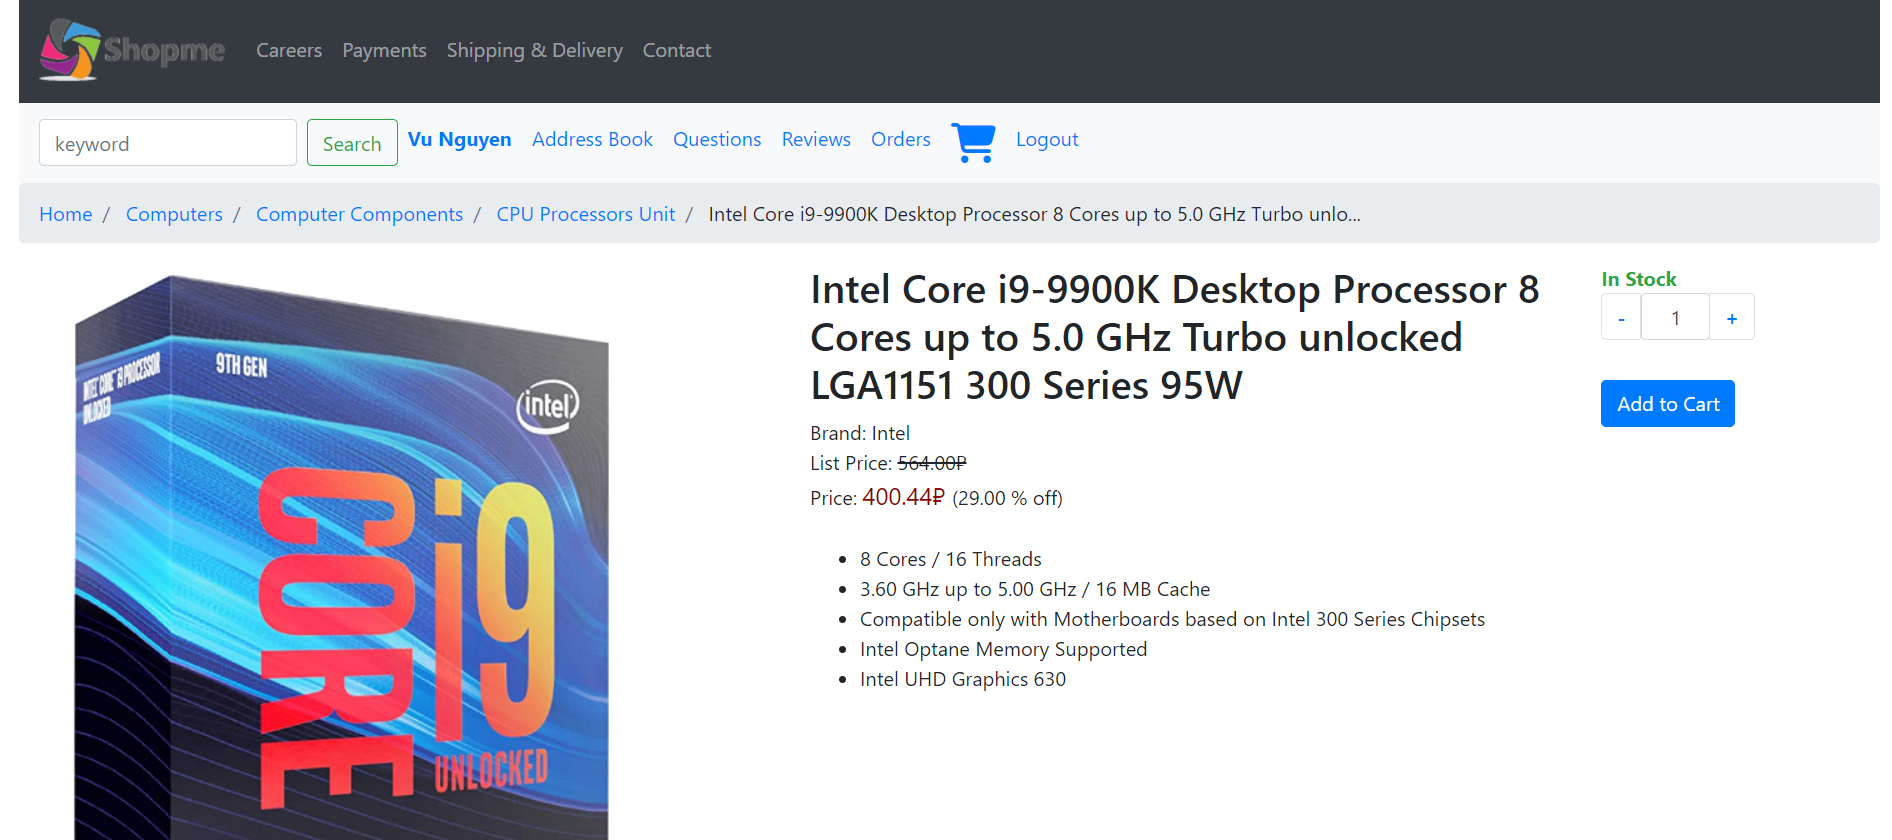 Shopme
Careers Payments Shipping & Delivery Contact
keyword Search Vu Nguyen Address Book Questions Reviews Orders Logout
Home / Computers / Computer Components / CPU Processors Unit / Intel Core i9-9900K Desktop Processor 8 Cores up to 5.0 GHz Turbo unlo...
INTEL® CORE™ i9 PROCESSOR
UNLOCKED
9TH GEN
intel
CORE
i9
UNLOCKED
Intel Core i9-9900K Desktop Processor 8
Cores up to 5.0 GHz Turbo unlocked
LGA1151 300 Series 95W
Brand: Intel
List Price: 564.00₽
Price: 400.44₽ (29.00 % off)
• 8 Cores / 16 Threads
• 3.60 GHz up to 5.00 GHz / 16 MB Cache
• Compatible only with Motherboards based on Intel 300 Series Chipsets
• Intel Optane Memory Supported
• Intel UHD Graphics 630
In Stock
- 1 +
Add to Cart